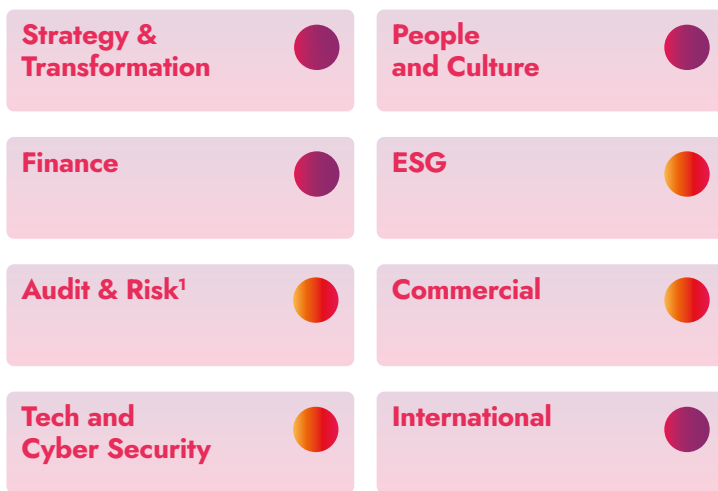 Strategy &
Transformation
People
and Culture
Finance
ESG
Audit & Risk¹
Commercial
Tech and
Cyber Security
International